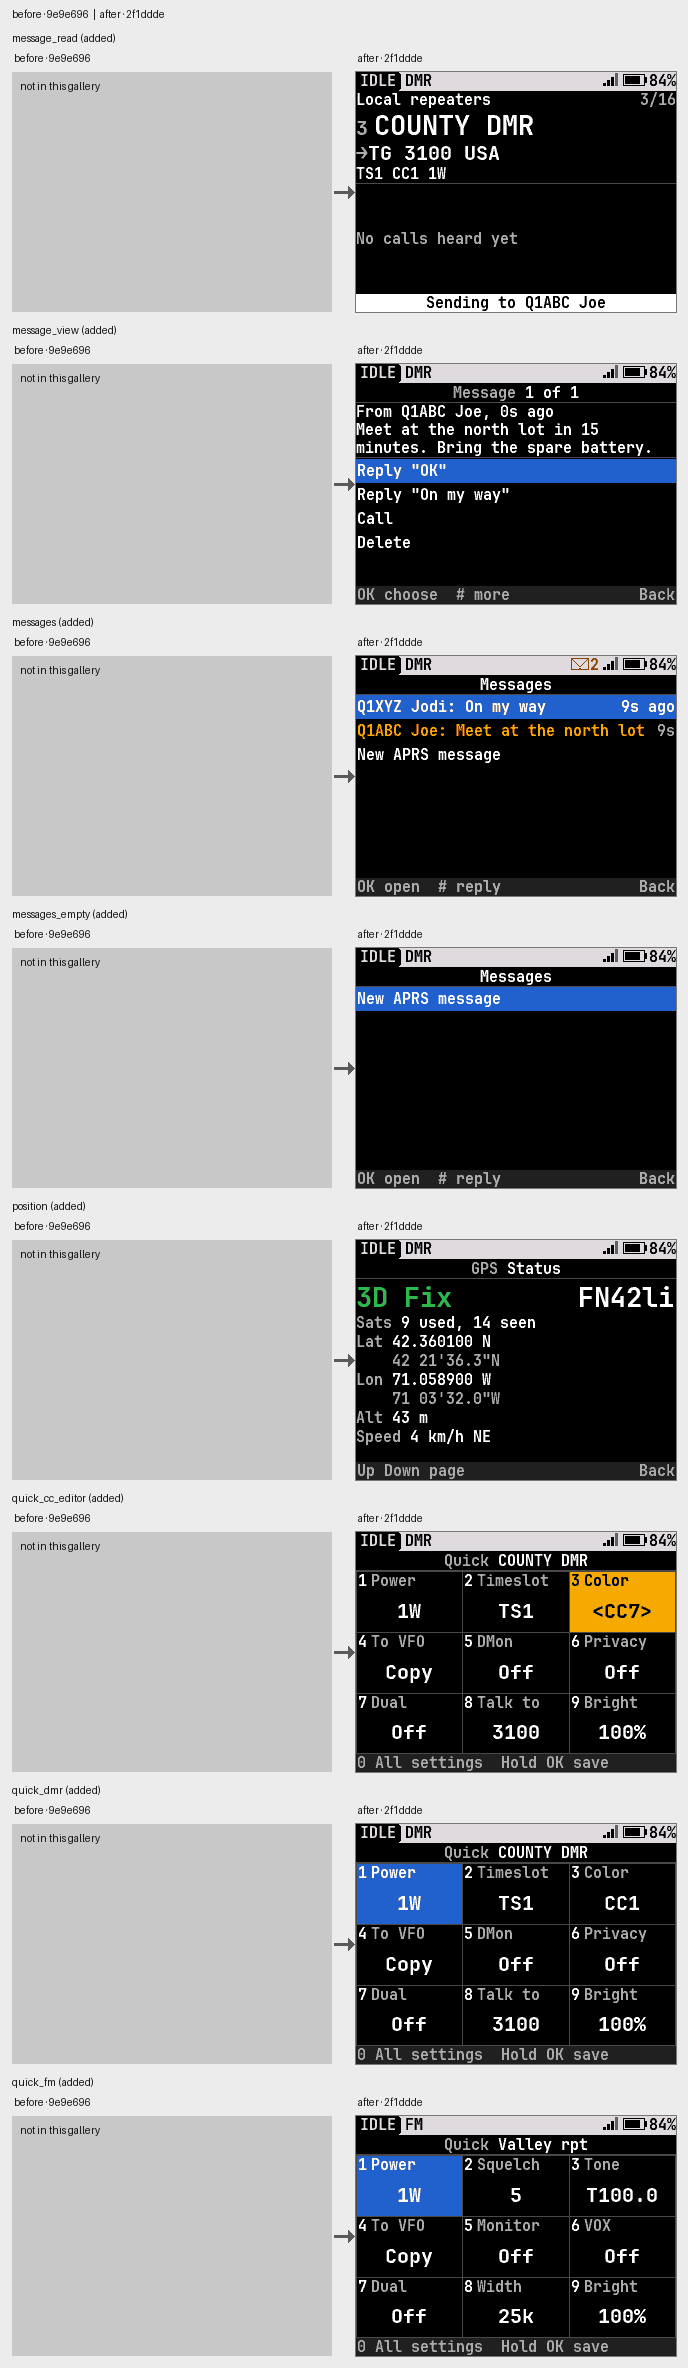 before · 9e9e696 | after · 2f1ddde
message_read (added)
before · 9e9e696
after · 2f1ddde
not in this gallery
IDLE DMR 84%
Local repeaters 3/16
3 COUNTY DMR
→TG 3100 USA
TS1 CC1 1W
No calls heard yet
Sending to Q1ABC Joe
message_view (added)
before · 9e9e696
after · 2f1ddde
not in this gallery
IDLE DMR 84%
Message 1 of 1
From Q1ABC Joe, 0s ago
Meet at the north lot in 15
minutes. Bring the spare battery.
Reply "OK"
Reply "On my way"
Call
Delete
OK choose # more Back
messages (added)
before · 9e9e696
after · 2f1ddde
not in this gallery
IDLE DMR 2 84%
Messages
Q1XYZ Jodi: On my way 9s ago
Q1ABC Joe: Meet at the north lot 9s
New APRS message
OK open # reply Back
messages_empty (added)
before · 9e9e696
after · 2f1ddde
not in this gallery
IDLE DMR 84%
Messages
New APRS message
OK open # reply Back
position (added)
before · 9e9e696
after · 2f1ddde
not in this gallery
IDLE DMR 84%
GPS Status
3D Fix FN42li
Sats 9 used, 14 seen
Lat 42.360100 N
42 21'36.3"N
Lon 71.058900 W
71 03'32.0"W
Alt 43 m
Speed 4 km/h NE
Up Down page Back
quick_cc_editor (added)
before · 9e9e696
after · 2f1ddde
not in this gallery
IDLE DMR 84%
Quick COUNTY DMR
1 Power 2 Timeslot 3 Color
1W TS1 <CC7>
4 To VFO 5 DMon 6 Privacy
Copy Off Off
7 Dual 8 Talk to 9 Bright
Off 3100 100%
0 All settings Hold OK save
quick_dmr (added)
before · 9e9e696
after · 2f1ddde
not in this gallery
IDLE DMR 84%
Quick COUNTY DMR
1 Power 2 Timeslot 3 Color
1W TS1 CC1
4 To VFO 5 DMon 6 Privacy
Copy Off Off
7 Dual 8 Talk to 9 Bright
Off 3100 100%
0 All settings Hold OK save
quick_fm (added)
before · 9e9e696
after · 2f1ddde
not in this gallery
IDLE FM 84%
Quick Valley rpt
1 Power 2 Squelch 3 Tone
1W 5 T100.0
4 To VFO 5 Monitor 6 VOX
Copy Off Off
7 Dual 8 Width 9 Bright
Off 25k 100%
0 All settings Hold OK save